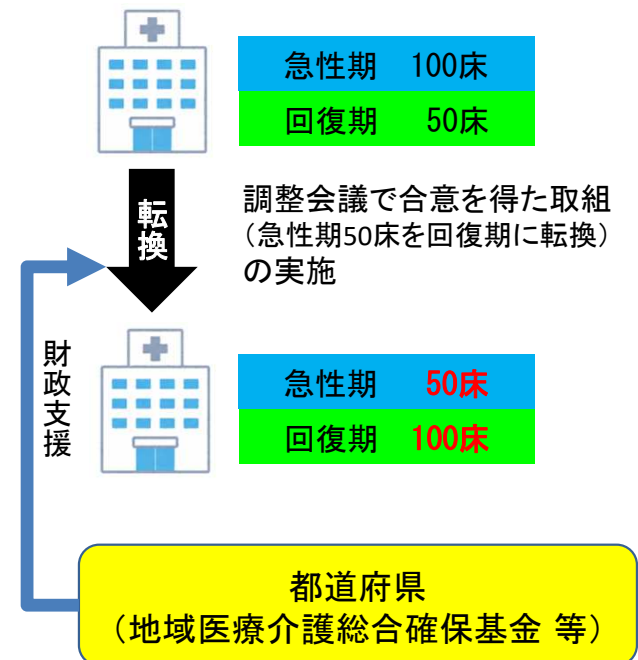 急性期 100床
回復期 50床
転換
調整会議で合意を得た取組
（急性期50床を回復期に転換）
の実施
財政支援
急性期 50床
回復期 100床
都道府県
（地域医療介護総合確保基金 等）